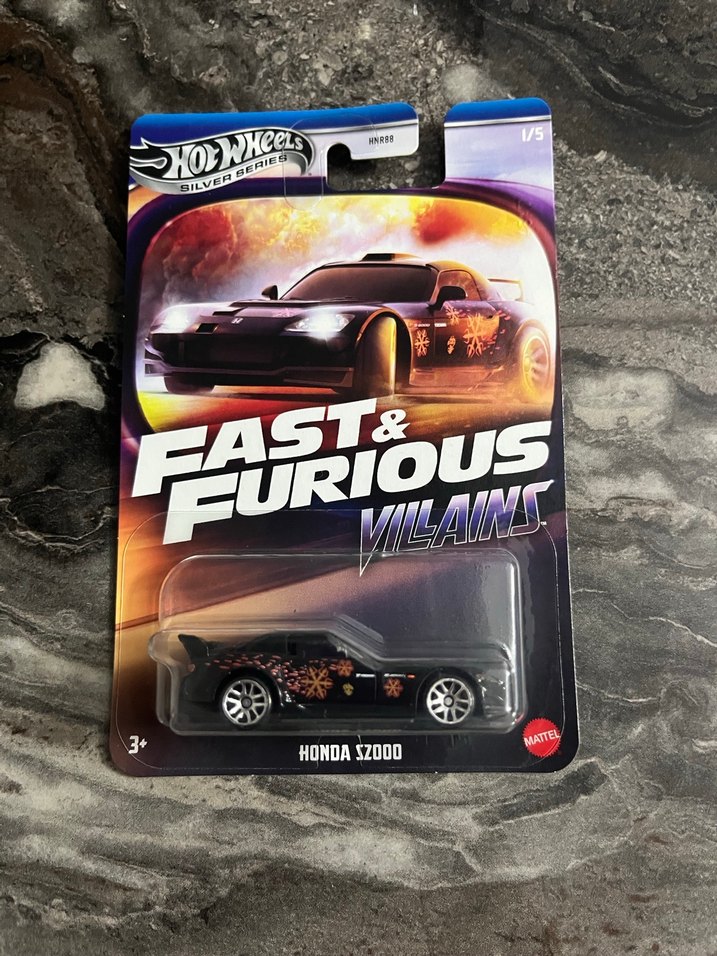 HOT WHEELS
SILVER SERIES
HNR88
1/5
FAST &
FURIOUS
VILLAINS
3+
HONDA S2000
MATTEL